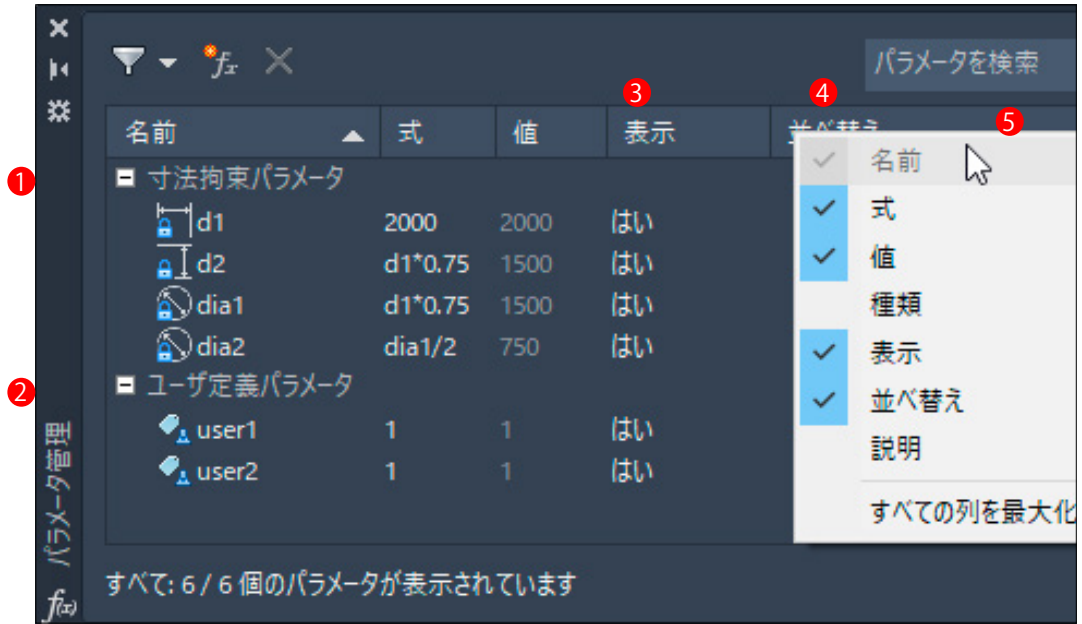 fx
パラメータを検索
3
4
5
名前 式 値 表示 並べ替え
1
寸法拘束パラメータ
d1 2000 2000 はい
d2 d1*0.75 1500 はい
dia1 d1*0.75 1500 はい
dia2 dia1/2 750 はい
2
ユーザ定義パラメータ
user1 1 1 はい
user2 1 1 はい
すべて: 6 / 6 個のパラメータが表示されています
名前
式
値
種類
表示
並べ替え
説明
すべての列を最大化
パラメータ管理
f(x)